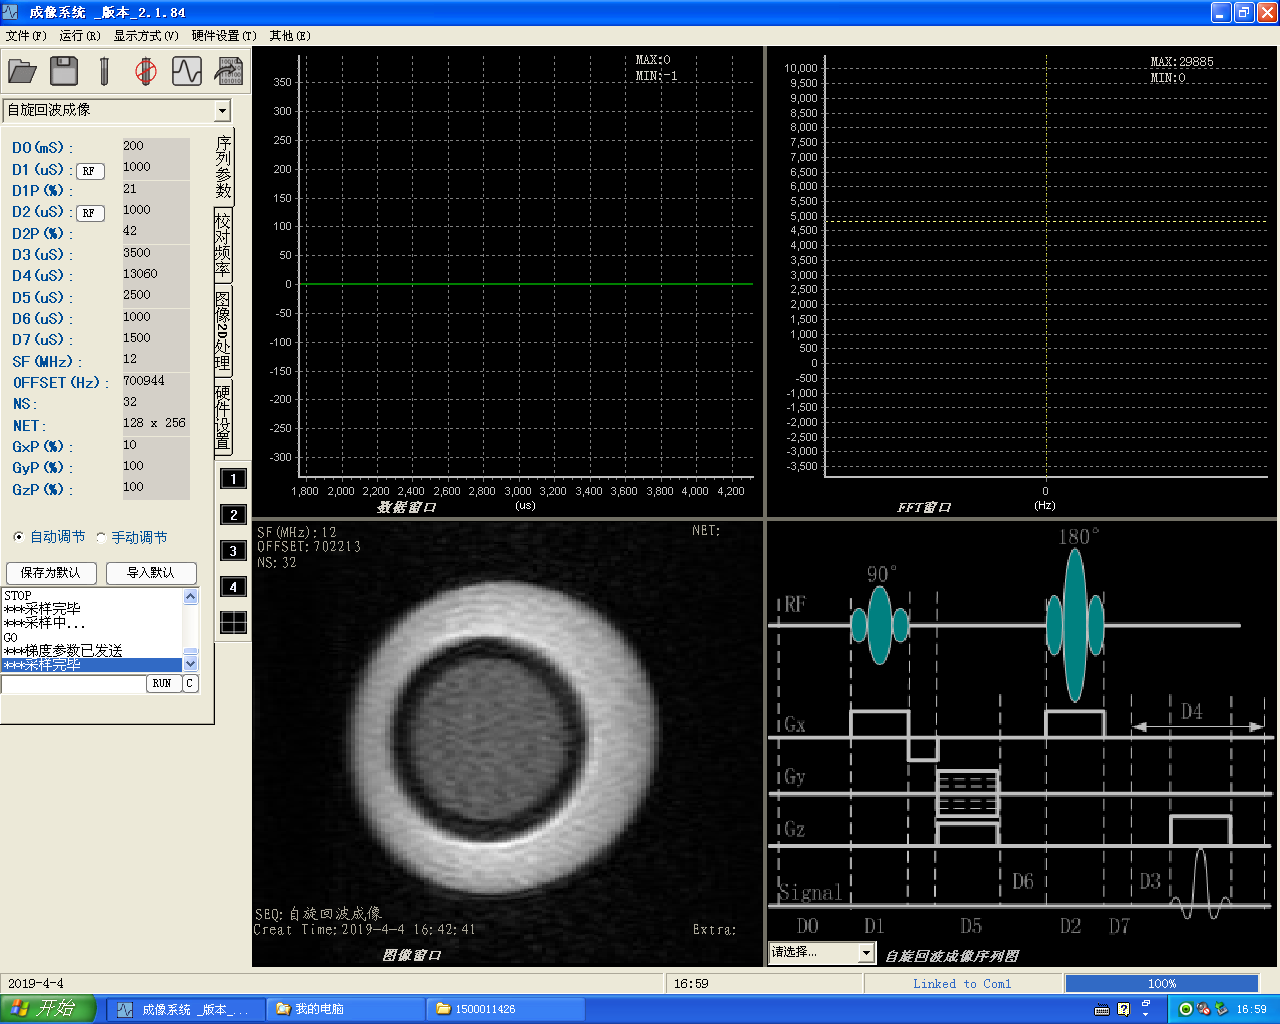 成像系统 _版本_2.1.84
文件(F) 运行(R) 显示方式(V) 硬件设置(T) 其他(E)
自旋回波成像
D0(mS): 200
D1(uS): RF 1000
D1P(%): 21
D2(uS): RF 1000
D2P(%): 42
D3(uS): 3500
D4(uS): 13060
D5(uS): 2500
D6(uS): 1000
D7(uS): 1500
SF(MHz): 12
OFFSET(Hz): 700944
NS: 32
NET: 128 x 256
GxP(%): 10
GyP(%): 100
GzP(%): 100
序列参数
校对频率
图像2D处理
硬件设置
1
2
3
4
自动调节 手动调节
保存为默认 导入默认
STOP
***采样完毕
***采样中...
GO
***梯度参数已发送
***采样完毕
RUN C
MAX:0
MIN:-1
350
300
250
200
150
100
50
0
-50
-100
-150
-200
-250
-300
1,800 2,000 2,200 2,400 2,600 2,800 3,000 3,200 3,400 3,600 3,800 4,000 4,200
数据窗口 (us)
MAX:29885
MIN:0
10,000
9,500
9,000
8,500
8,000
7,500
7,000
6,500
6,000
5,500
5,000
4,500
4,000
3,500
3,000
2,500
2,000
1,500
1,000
500
0
-500
-1,000
-1,500
-2,000
-2,500
-3,000
-3,500
0
FFT窗口 (Hz)
SF(MHz):12
OFFSET:702213
NS:32
NET:
SEQ:自旋回波成像
Creat Time:2019-4-4 16:42:41
Extra:
图像窗口
180°
90°
RF
Gx
D4
Gy
Gz
D6 D3
Signal
D0 D1 D5 D2 D7
请选择... 自旋回波成像序列图
2019-4-4 16:59 Linked to Com1 100%
开始 成像系统 _版本_... 我的电脑 1500011426 16:59